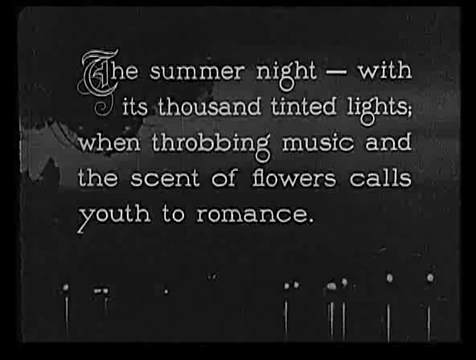 The summer night — with
its thousand tinted lights;
when throbbing music and
the scent of flowers calls
youth to romance.